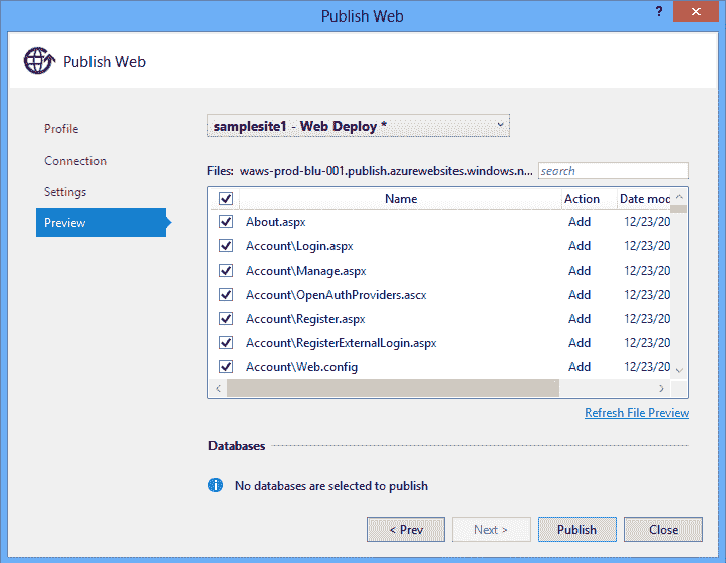 Publish Web
?
Publish Web
Profile
Connection
Settings
Preview
samplesite1 - Web Deploy *
Files: waws-prod-blu-001.publish.azurewebsites.windows.n... search
Name Action Date mod
About.aspx Add 12/23/20
Account\Login.aspx Add 12/23/20
Account\Manage.aspx Add 12/23/20
Account\OpenAuthProviders.ascx Add 12/23/20
Account\Register.aspx Add 12/23/20
Account\RegisterExternalLogin.aspx Add 12/23/20
Account\Web.config Add 12/23/20
Refresh File Preview
Databases
No databases are selected to publish
< Prev Next > Publish Close